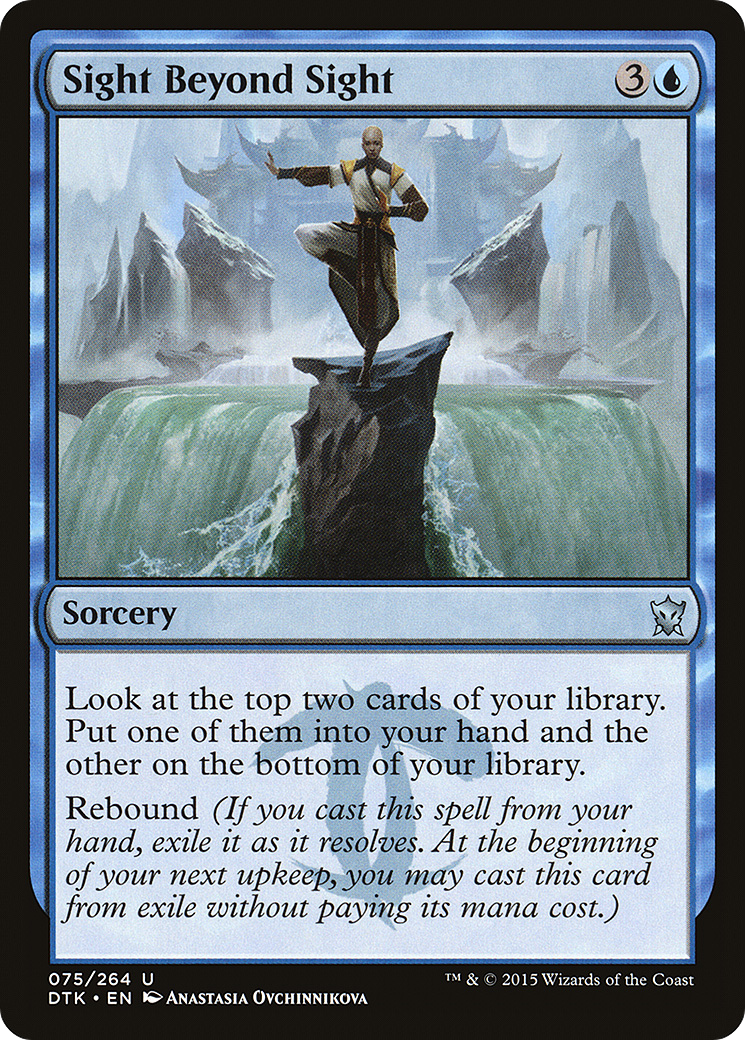 Sight Beyond Sight 3
Sorcery
Look at the top two cards of your library.
Put one of them into your hand and the
other on the bottom of your library.
Rebound (If you cast this spell from your
hand, exile it as it resolves. At the beginning
of your next upkeep, you may cast this card
from exile without paying its mana cost.)
075/264 U
™ & © 2015 Wizards of the Coast
DTK • EN Anastasia Ovchinnikova